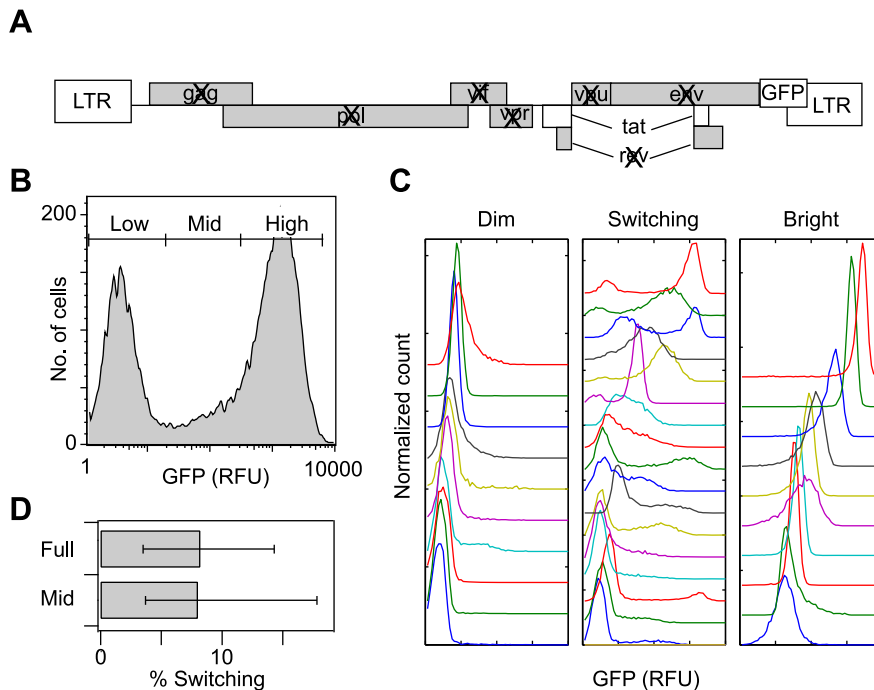 A
LTR
gag
pol
vif
vpr
vpu
env
GFP
LTR
tat
rev
B
200
Low
Mid
High
No. of cells
0
1
GFP (RFU)
10000
C
Dim
Switching
Bright
Normalized count
GFP (RFU)
D
Full
Mid
0
10
% Switching